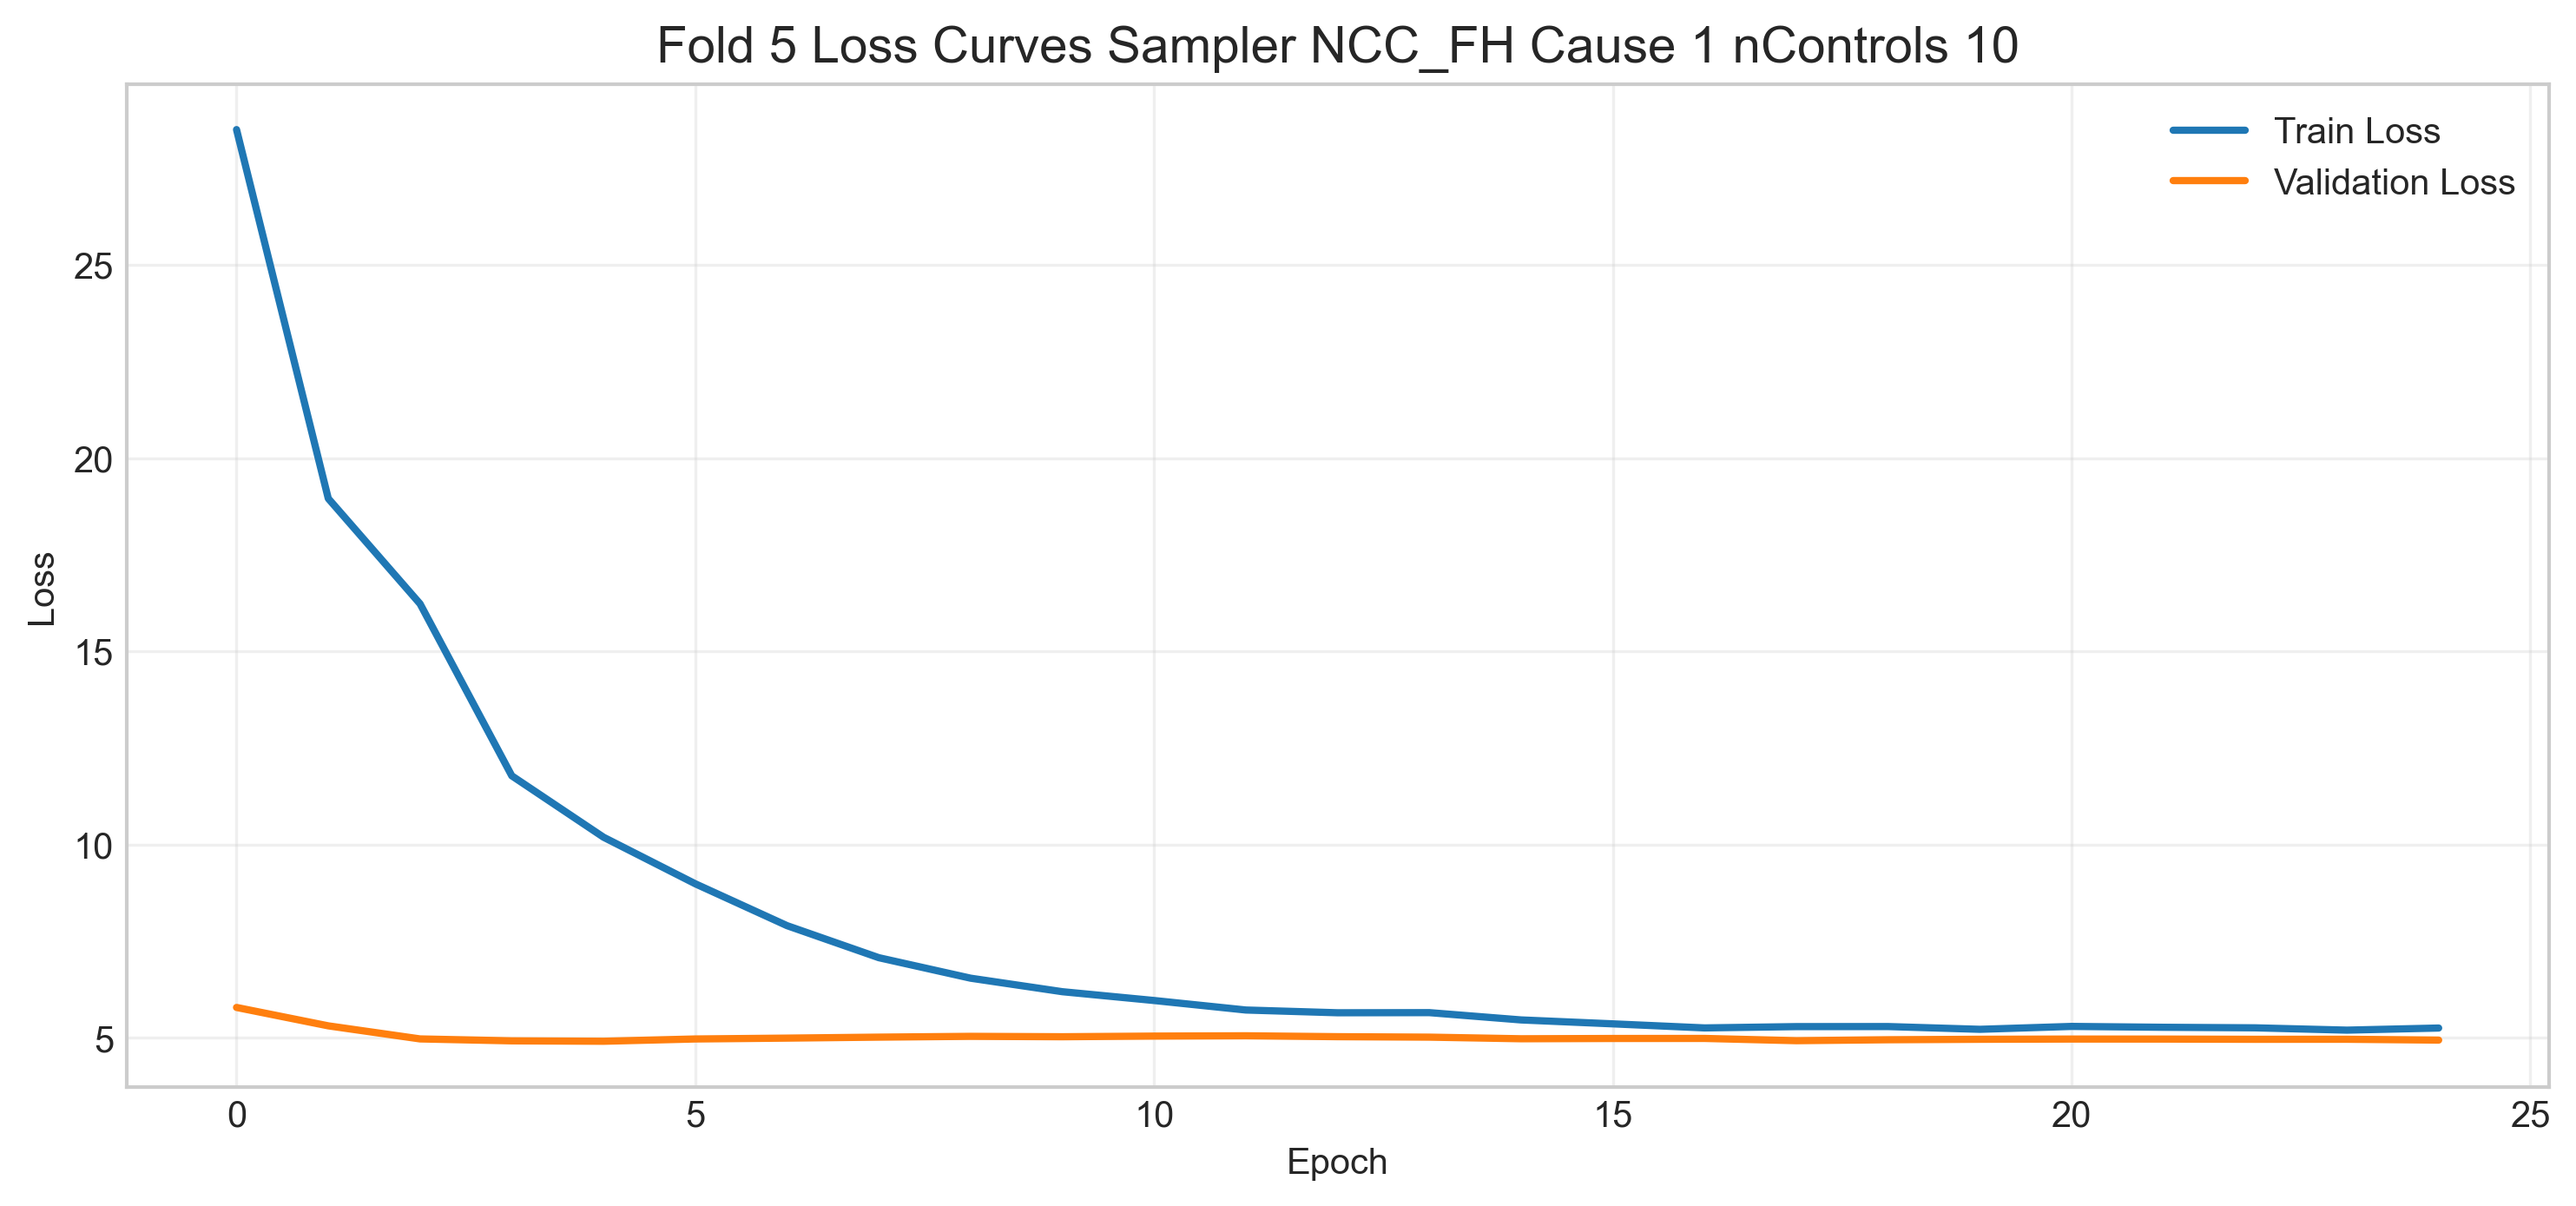 Fold 5 Loss Curves Sampler NCC_FH Cause 1 nControls 10
Train Loss
Validation Loss
25
20
15
10
5
Loss
0 5 10 15 20 25
Epoch